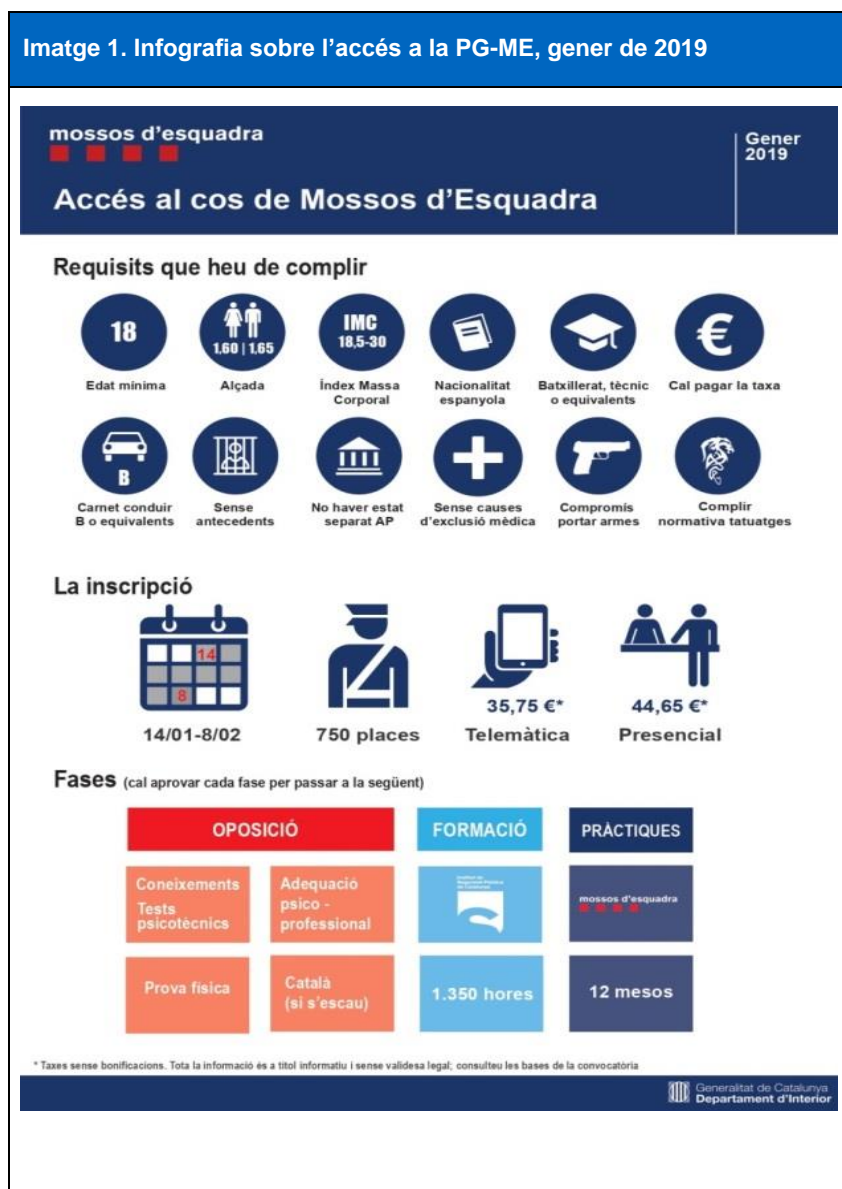 Imatge 1. Infografia sobre l'accés a la PG-ME, gener de 2019
mossos d'esquadra
Gener
2019
Accés al cos de Mossos d'Esquadra
Requisits que heu de complir
18
Edat mínima
1,60 | 1,65
Alçada
IMC
18,5-30
Índex Massa
Corporal
Nacionalitat
espanyola
Batxillerat, tècnic
o equivalents
€
Cal pagar la taxa
B
Carnet conduir
B o equivalents
Sense
antecedents
No haver estat
separat AP
Sense causes
d'exclusió mèdica
Compromís
portar armes
Complir
normativa tatuatges
La inscripció
14
8
14/01-8/02
750 places
35,75 €*
Telemàtica
44,65 €*
Presencial
Fases (cal aprovar cada fase per passar a la següent)
OPOSICIÓ
Coneixements
Tests
psicotècnics
Adequació
psico -
professional
Prova física
Català
(si s'escau)
FORMACIÓ
Institut de
Seguretat Pública
de Catalunya
1.350 hores
PRÀCTIQUES
mossos d'esquadra
12 mesos
* Taxes sense bonificacions. Tota la informació és a títol informatiu i sense validesa legal; consulteu les bases de la convocatòria
Generalitat de Catalunya
Departament d'Interior